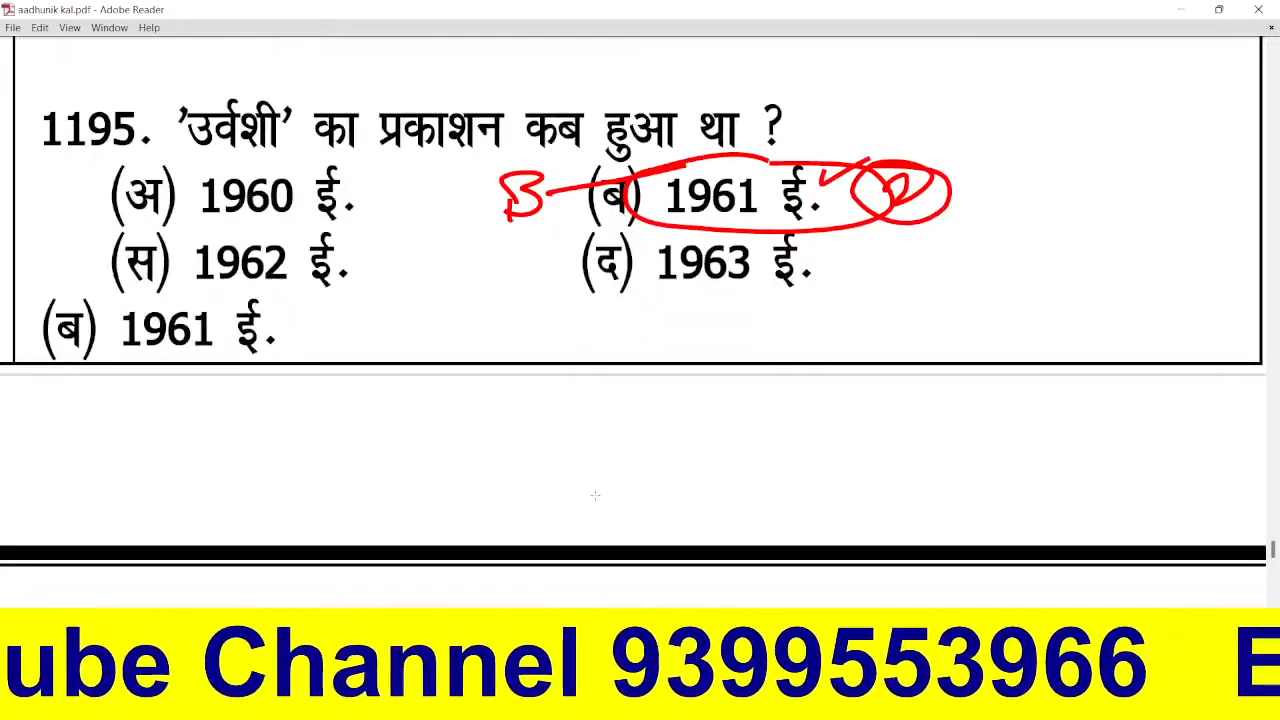 aadhunik kal.pdf - Adobe Reader
File Edit View Window Help
1195. 'उर्वशी' का प्रकाशन कब हुआ था ?
(अ) 1960 ई. B (ब) 1961 ई.
(स) 1962 ई. (द) 1963 ई.
(ब) 1961 ई.
ube Channel 9399553966 E